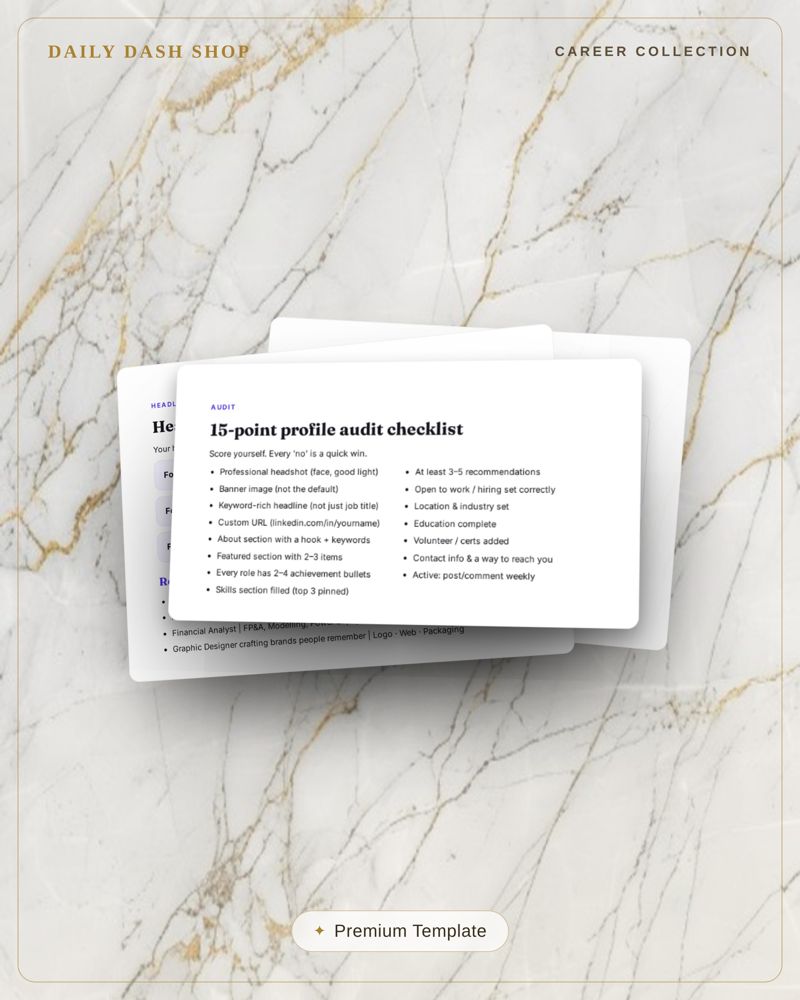 DAILY DASH SHOP
CAREER COLLECTION
AUDIT
15-point profile audit checklist
Score yourself. Every 'no' is a quick win.
• Professional headshot (face, good light)
• Banner image (not the default)
• Keyword-rich headline (not just job title)
• Custom URL (linkedin.com/in/yourname)
• About section with a hook + keywords
• Featured section with 2–3 items
• Every role has 2–4 achievement bullets
• Skills section filled (top 3 pinned)
• At least 3–5 recommendations
• Open to work / hiring set correctly
• Location & industry set
• Education complete
• Volunteer / certs added
• Contact info & a way to reach you
• Active: post/comment weekly
• Financial Analyst | FP&A, Modelling,
• Graphic Designer crafting brands people remember | Logo · Web · Packaging
✦ Premium Template